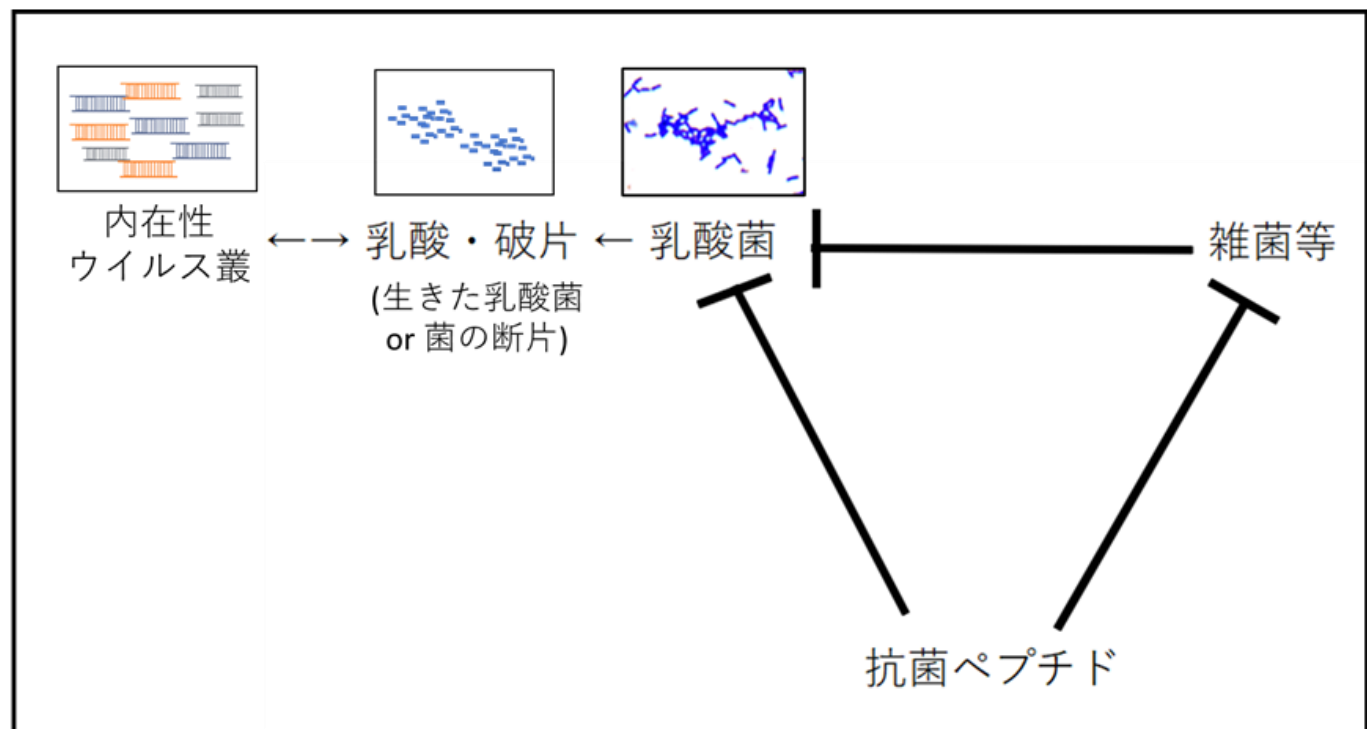 内在性
ウイルス叢
←→
乳酸・破片
(生きた乳酸菌
or 菌の断片)
←
乳酸菌
雑菌等
抗菌ペプチド